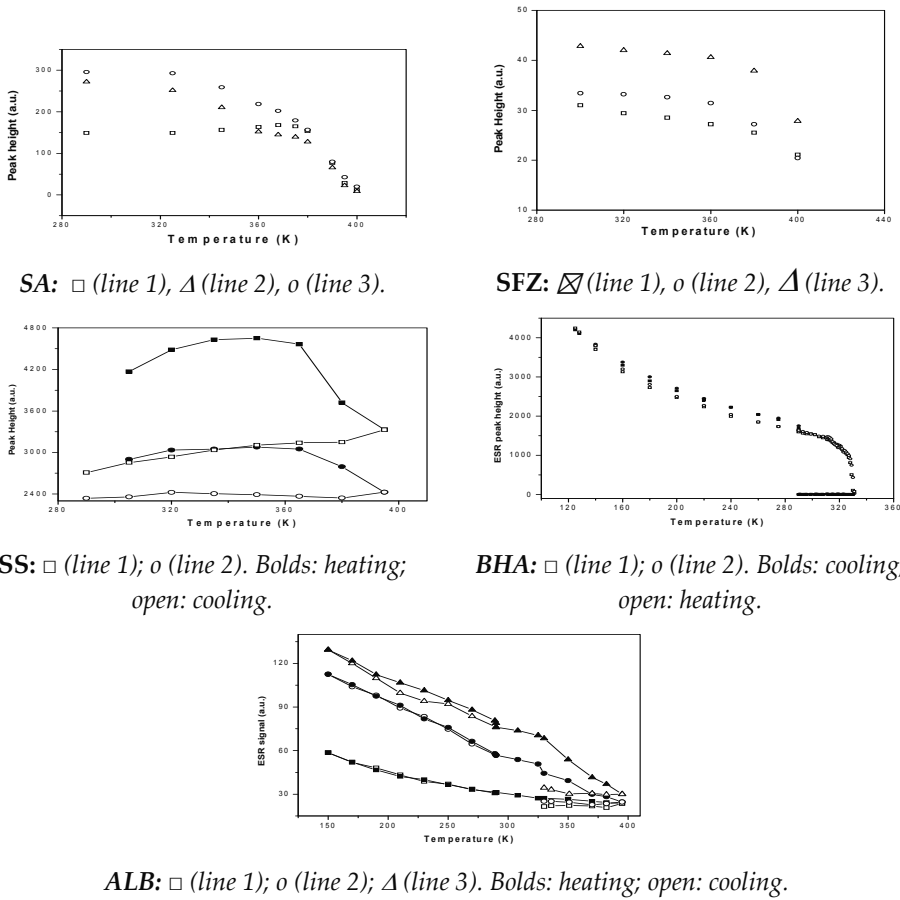 300
200
100
0
Peak height (a.u.)
280 320 360 400
Temperature (K)
50
40
30
20
10
Peak Height (a.u.)
280 320 360 400 440
Temperature (K)
SA: □ (line 1), Δ (line 2), o (line 3).
SFZ: ⊠ (line 1), o (line 2), Δ (line 3).
4800
4200
3600
3000
2400
Peak Height (a.u.)
280 320 360 400
Temperature (K)
4000
3000
2000
1000
0
ESR peak height (a.u.)
120 160 200 240 280 320 360
Temperature (K)
SS: □ (line 1); o (line 2). Bolds: heating;
open: cooling.
BHA: □ (line 1); o (line 2). Bolds: cooling;
open: heating.
120
90
60
30
ESR signal (a.u.)
150 200 250 300 350 400
Temperature (K)
ALB: □ (line 1); o (line 2); Δ (line 3). Bolds: heating; open: cooling.